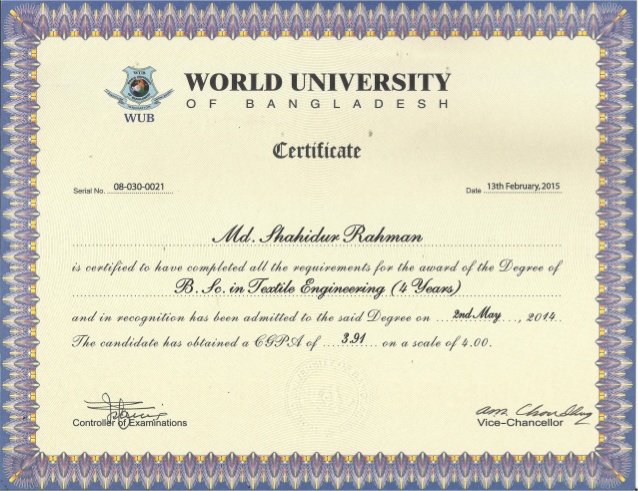 WUB
WORLD UNIVERSITY
OF BANGLADESH
Certificate
Serial No. 08-030-0021
Date 13th February, 2015
Md. Shahidur Rahman
is certified to have completed all the requirements for the award of the Degree of
B. Sc. in Textile Engineering (4 Years)
and in recognition has been admitted to the said Degree on 2nd May, 2014.
The candidate has obtained a CGPA of 3.91 on a scale of 4.00.
Controller of Examinations
Vice-Chancellor